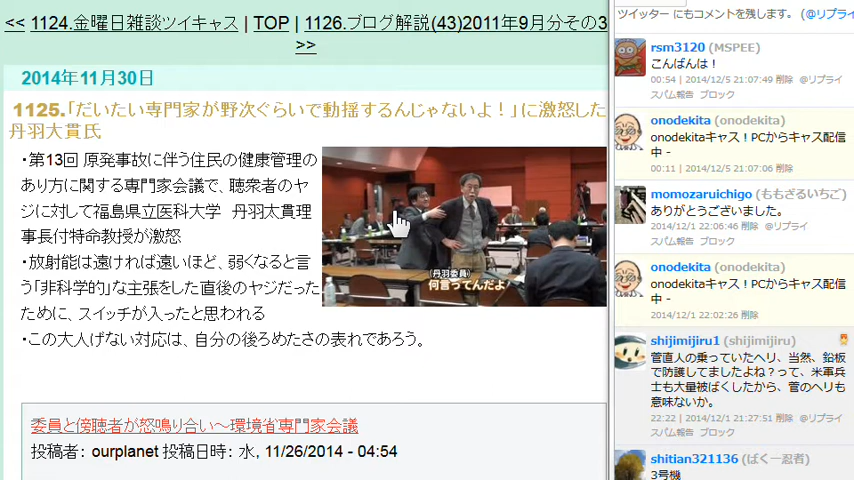 << 1124.金曜日雑談ツイキャス | TOP | 1126.ブログ解説(43)2011年9月分その3
>>
2014年11月30日
1125.「だいたい専門家が野次ぐらいで動揺するんじゃないよ！」に激怒した
丹羽大貫氏
・第13回 原発事故に伴う住民の健康管理の
あり方に関する専門家会議で、聴衆者のヤ
ジに対して福島県立医科大学　丹羽太貫理
事長付特命教授が激怒
・放射能は遠ければ遠いほど、弱くなると言
う「非科学的」な主張をした直後のヤジだった
ために、スイッチが入ったと思われる
・この大人げない対応は、自分の後ろめたさの表れであろう。
(丹羽委員)
何言ってんだよ
委員と傍聴者が怒鳴り合い～環境省専門家会議
投稿者: ourplanet 投稿日時: 水, 11/26/2014 - 04:54
ツイッター にもコメントを残します。 (@リプライ
rsm3120 (MSPEE)
こんばんは！
00:54 | 2014/12/5 21:07:49 削除 @リプライ
スパム報告 ブロック
onodekita (onodekita)
onodekitaキャス！PCからキャス配信
中 -
00:11 | 2014/12/5 21:07:06 削除
momozaruichigo (ももざるいちご)
ありがとうございました。
2014/12/1 22:06:46 削除 @リプライ
スパム報告 ブロック
onodekita (onodekita)
onodekitaキャス！PCからキャス配信
中 -
2014/12/1 22:02:26 削除
shijimijiru1 (shijimijiru)
菅直人の乗っていたヘリ、当然、鉛板
で防護してましたよね？って、米軍兵
士も大量被ばくしたから、菅のヘリも
意味ないか。
22:22 | 2014/12/1 21:27:51 削除 @リプライ
スパム報告 ブロック
shitian321136 (ばく一忍者)
3号機